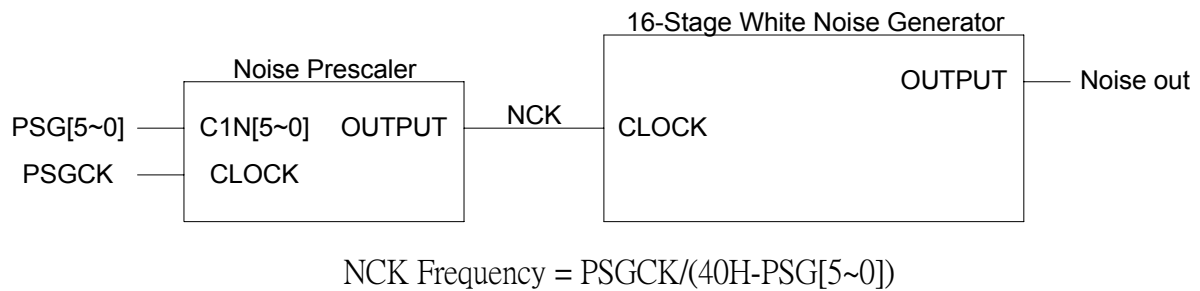 16-Stage White Noise Generator
Noise Prescaler
OUTPUT
Noise out
PSG[5~0]
C1N[5~0]
OUTPUT
NCK
CLOCK
PSGCK
CLOCK
NCK Frequency = PSGCK/(40H-PSG[5~0])